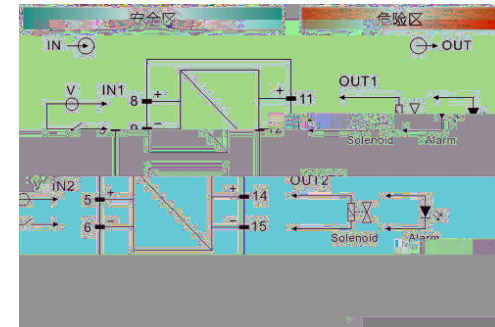 安全区 危险区
IN OUT
V IN1 OUT1
8 + + 11
Solenoid Alarm
V IN2 OUT2
5 + + 14
6 − − 15
Solenoid Alarm